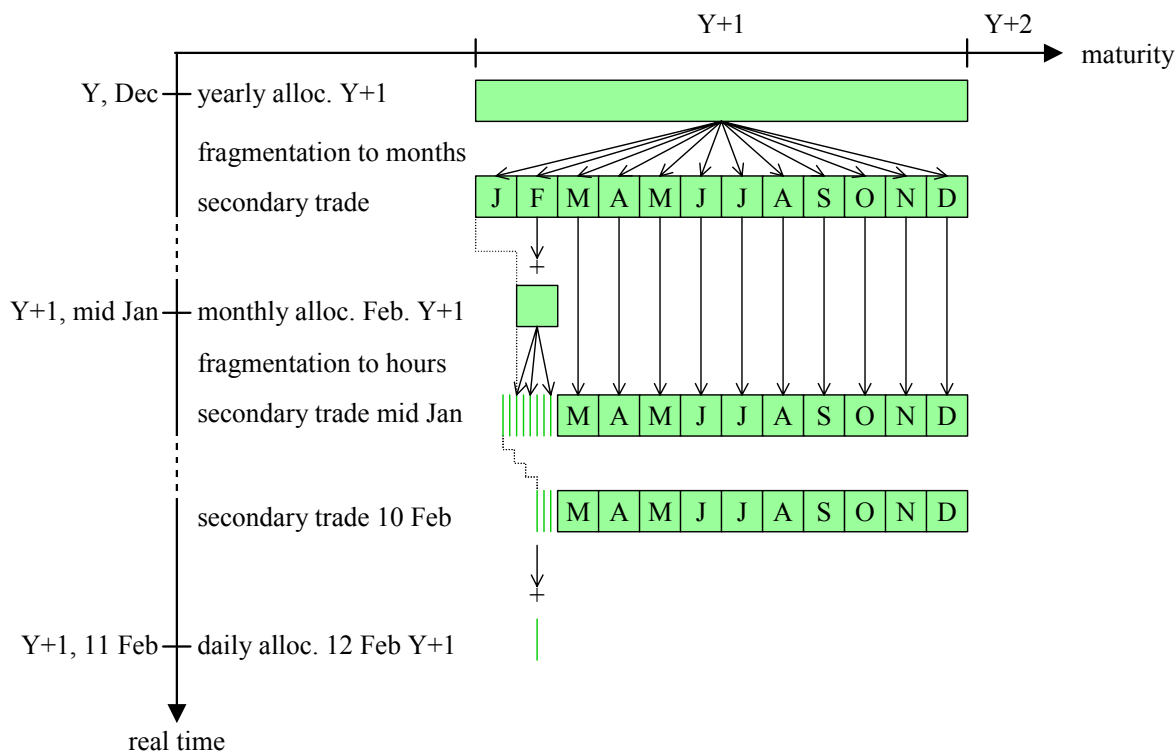 Y+1 Y+2
maturity
Y, Dec yearly alloc. Y+1
fragmentation to months
secondary trade J F M A M J J A S O N D
+
Y+1, mid Jan monthly alloc. Feb. Y+1
fragmentation to hours
secondary trade mid Jan M A M J J A S O N D
secondary trade 10 Feb M A M J J A S O N D
+
Y+1, 11 Feb daily alloc. 12 Feb Y+1
real time